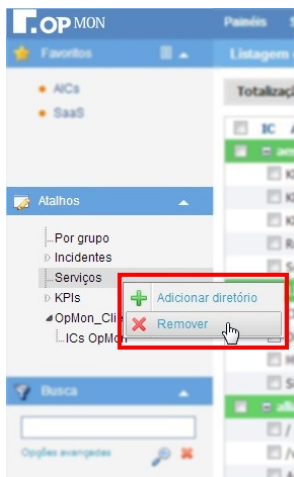 OPMON
Painéis
Favoritos
Listagem
AICs
SaaS
Totalizaç
IC
Atalhos
Por grupo
Incidentes
Serviços
KPIs
OpMon_Clie
ICs OpMon
Adicionar diretório
Remover
Busca
Opções avançadas